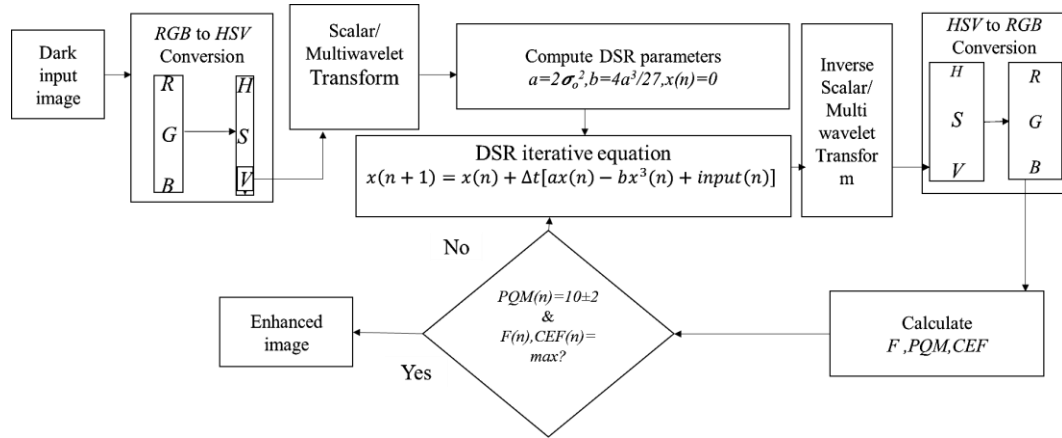 Dark
input
image
RGB to HSV
Conversion
R
G
B
H
S
V
Scalar/
Multiwavelet
Transform
Compute DSR parameters
a=2σₒ²,b=4a³/27,x(n)=0
DSR iterative equation
x(n + 1) = x(n) + Δt[ax(n) − bx³(n) + input(n)]
Inverse
Scalar/
Multi
wavelet
Transfor
m
HSV to RGB
Conversion
H
S
V
R
G
B
Calculate
F ,PQM,CEF
PQM(n)=10±2
&
F(n),CEF(n)=
max?
No
Yes
Enhanced
image